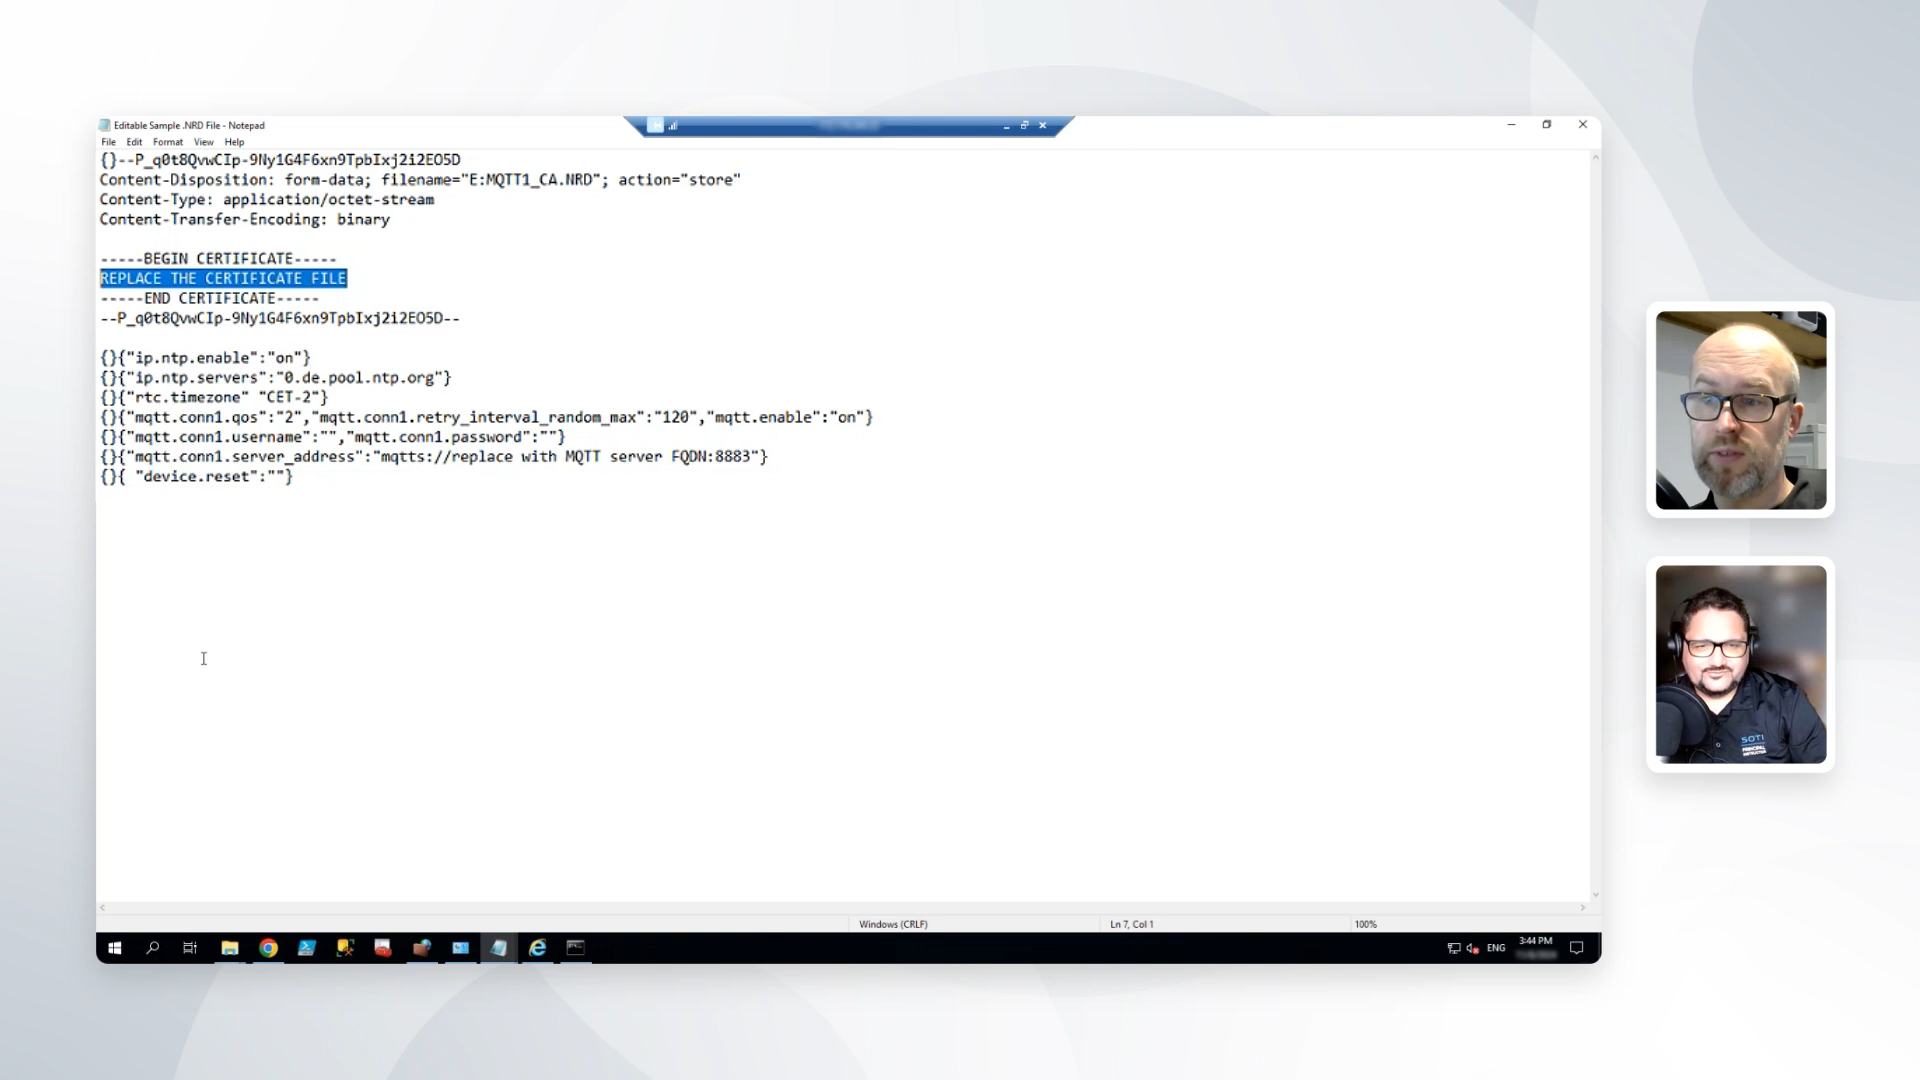 Editable Sample .NRD File - Notepad
File Edit Format View Help
{}--P_q0t8QvwCIp-9Ny1G4F6xn9TpbIxj2i2EO5D
Content-Disposition: form-data; filename="E:MQTT1_CA.NRD"; action="store"
Content-Type: application/octet-stream
Content-Transfer-Encoding: binary
-----BEGIN CERTIFICATE-----
REPLACE THE CERTIFICATE FILE
-----END CERTIFICATE-----
--P_q0t8QvwCIp-9Ny1G4F6xn9TpbIxj2i2EO5D--
{}{"ip.ntp.enable":"on"}
{}{"ip.ntp.servers":"0.de.pool.ntp.org"}
{}{"rtc.timezone" "CET-2"}
{}{"mqtt.conn1.qos":"2","mqtt.conn1.retry_interval_random_max":"120","mqtt.enable":"on"}
{}{"mqtt.conn1.username":"","mqtt.conn1.password":""}
{}{"mqtt.conn1.server_address":"mqtts://replace with MQTT server FQDN:8883"}
{}{ "device.reset":""}
Windows (CRLF) Ln 7, Col 1 100%
ENG 3:44 PM
SOTI
PRINCIPAL
INSTRUCTOR